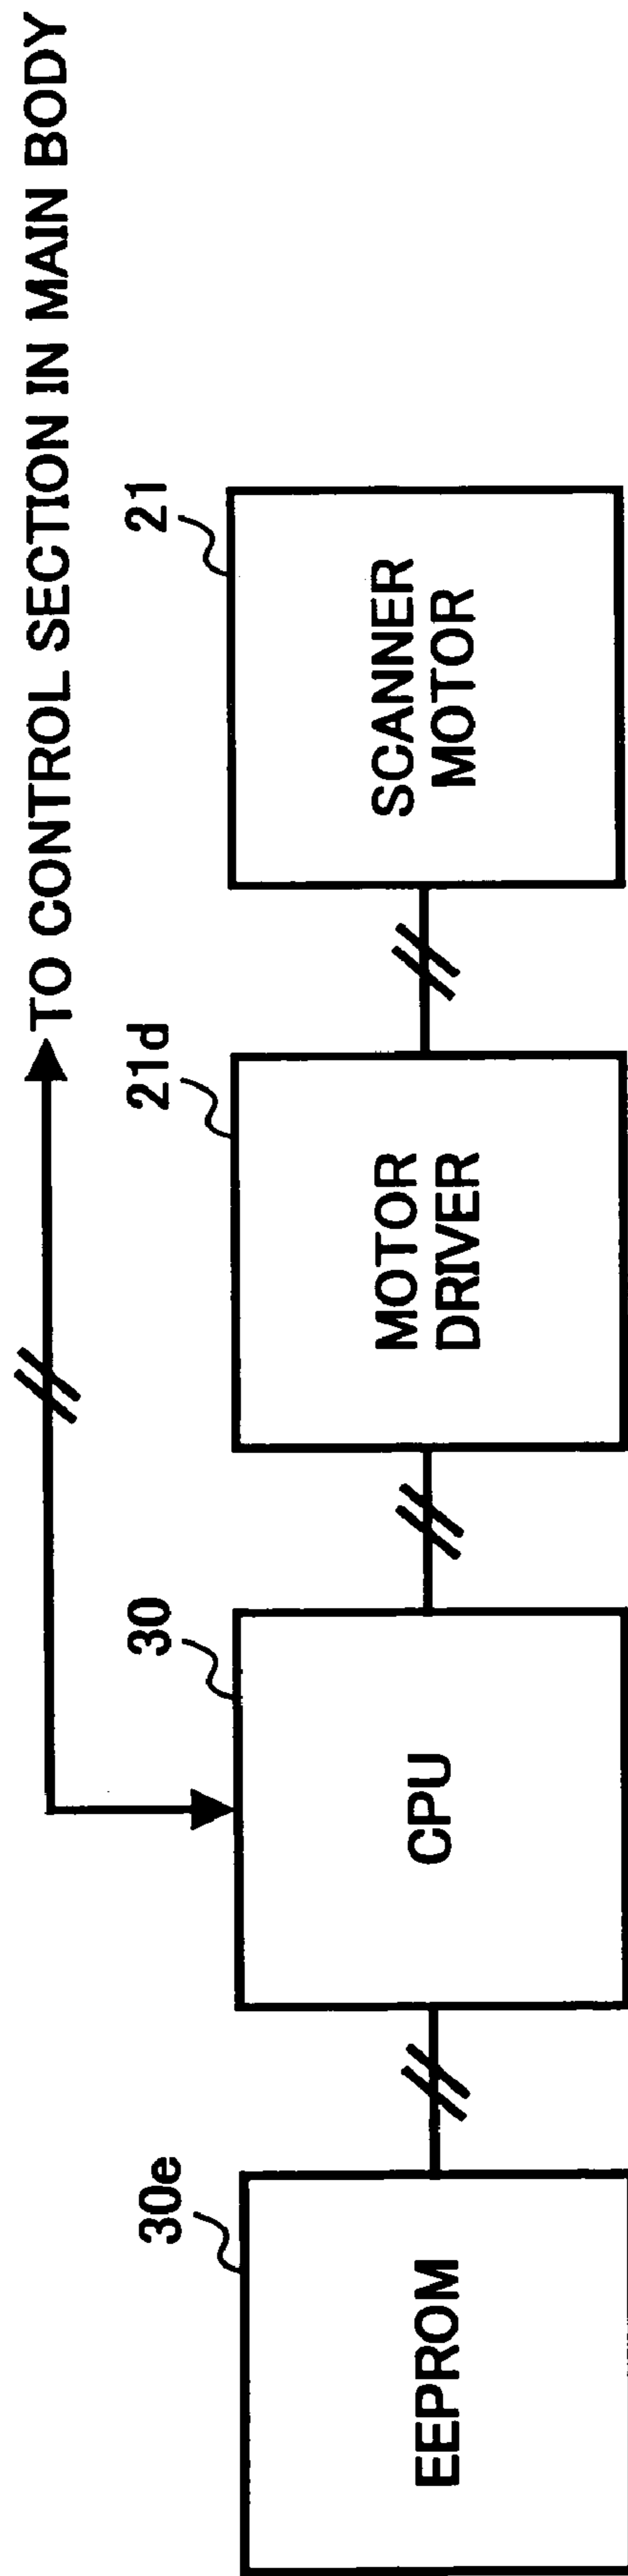 TO CONTROL SECTION IN MAIN BODY
30e
30
21d
21
EEPROM
CPU
MOTOR
DRIVER
SCANNER
MOTOR